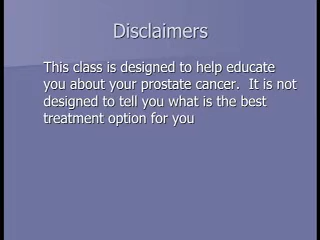 Disclaimers
This class is designed to help educate
you about your prostate cancer.  It is not
designed to tell you what is the best
treatment option for you